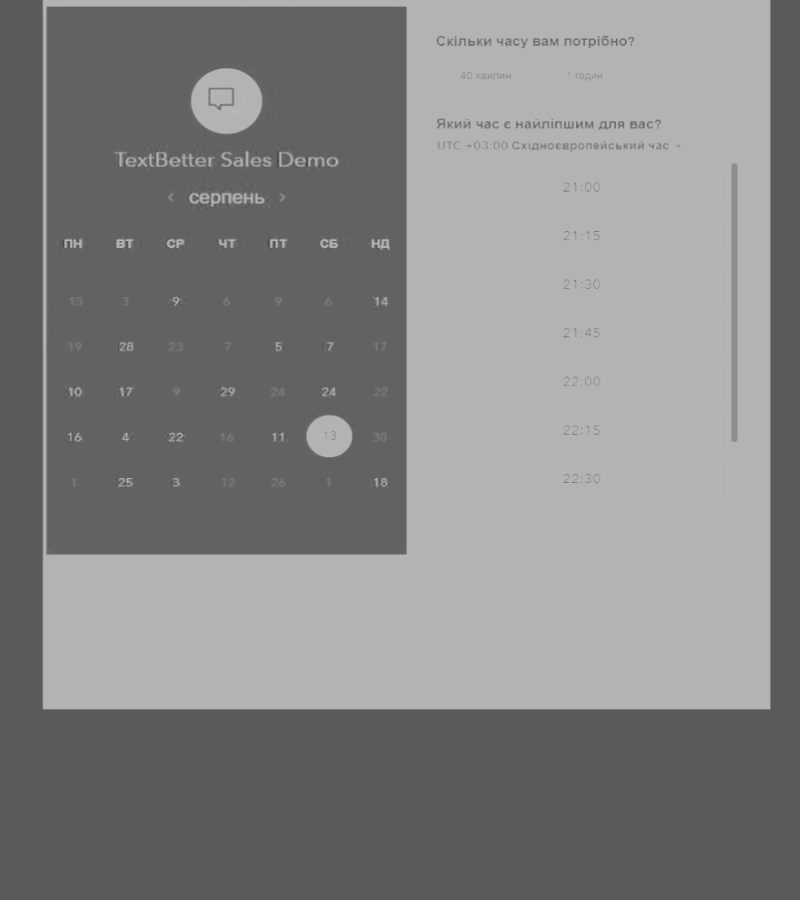 TextBetter Sales Demo
‹ серпень ›
ПН ВТ СР ЧТ ПТ СБ НД
13 3 9 6 9 6 14
19 28 23 7 5 7 17
10 17 9 29 24 24 22
16 4 22 16 11 13 30
1 25 3 12 26 1 18
Скільки часу вам потрібно?
40 хвилин 1 годин
Який час є найліпшим для вас?
UTC +03:00 Східноєвропейський час
21:00
21:15
21:30
21:45
22:00
22:15
22:30